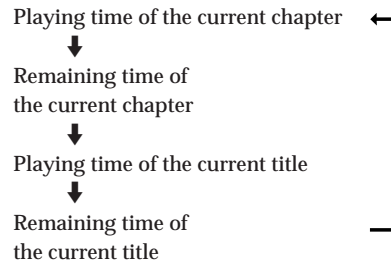 Playing time of the current chapter
Remaining time of
the current chapter
Playing time of the current title
Remaining time of
the current title